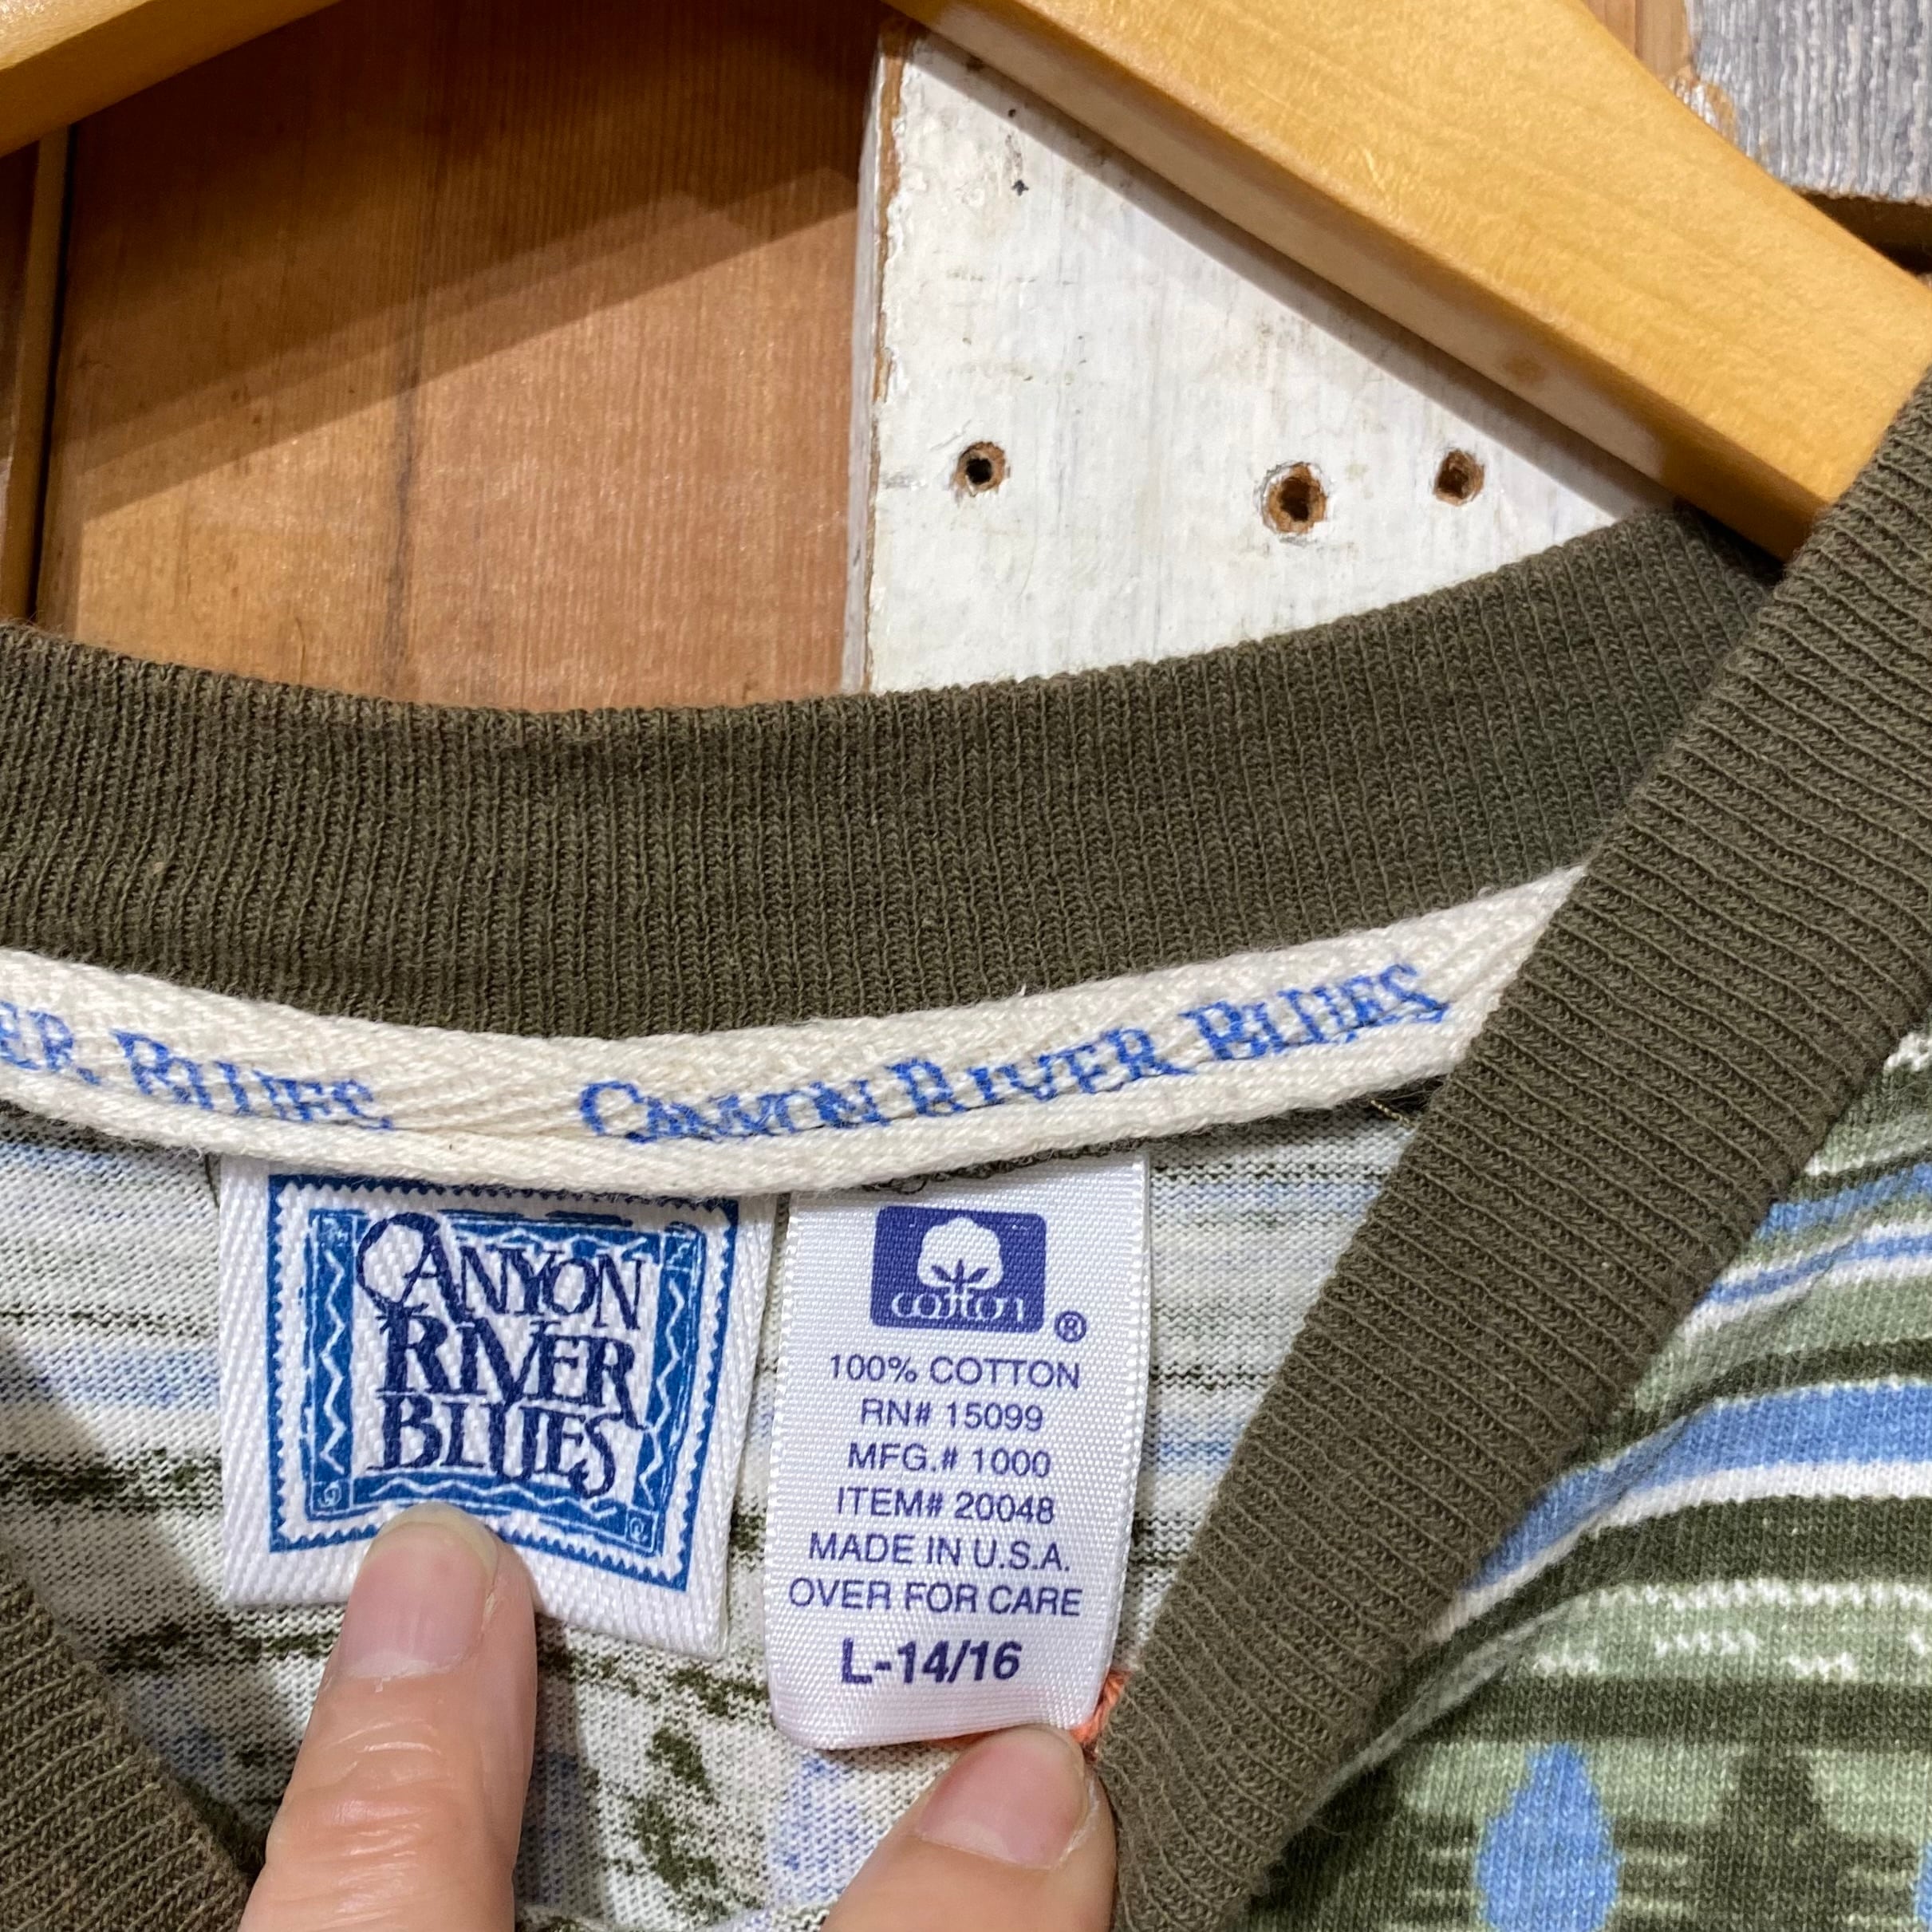 ER BLUES CANYON RIVER BLUES
CANYON
RIVER
BLUES
cotton ®
100% COTTON
RN# 15099
MFG.# 1000
ITEM# 20048
MADE IN U.S.A.
OVER FOR CARE
L-14/16